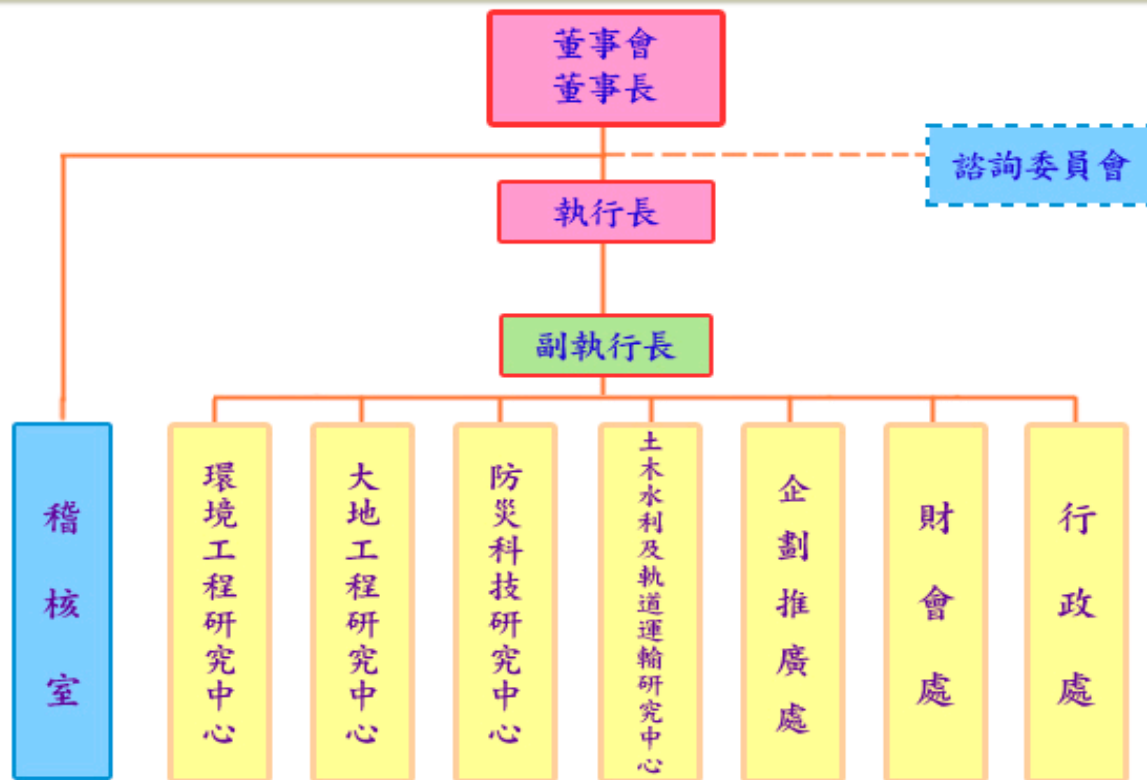 董事會
董事長
諮詢委員會
執行長
副執行長
稽核室
環境工程研究中心
大地工程研究中心
防災科技研究中心
土木水利及軌道運輸研究中心
企劃推廣處
財會處
行政處